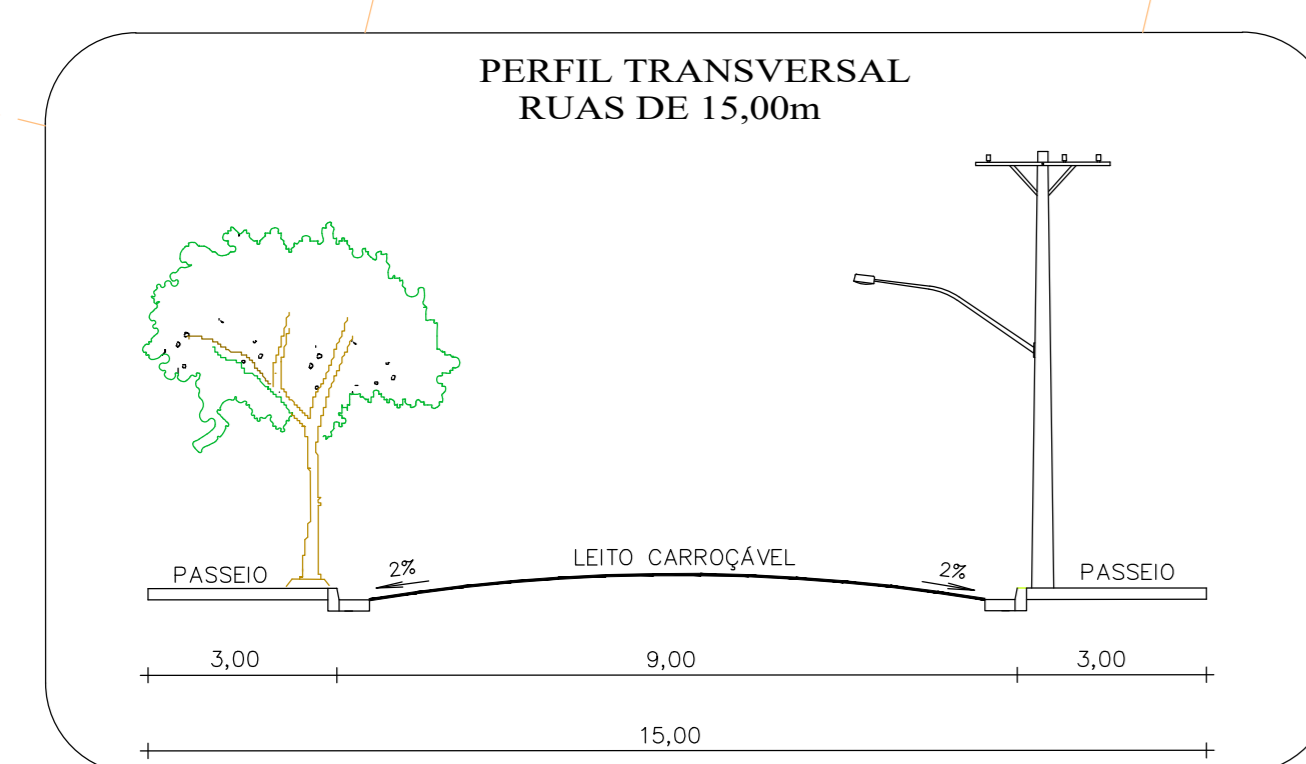 PERFIL TRANSVERSAL
RUAS DE 15,00m
LEITO CARROÇÁVEL
2%
2%
PASSEIO
PASSEIO
3,00
9,00
3,00
15,00